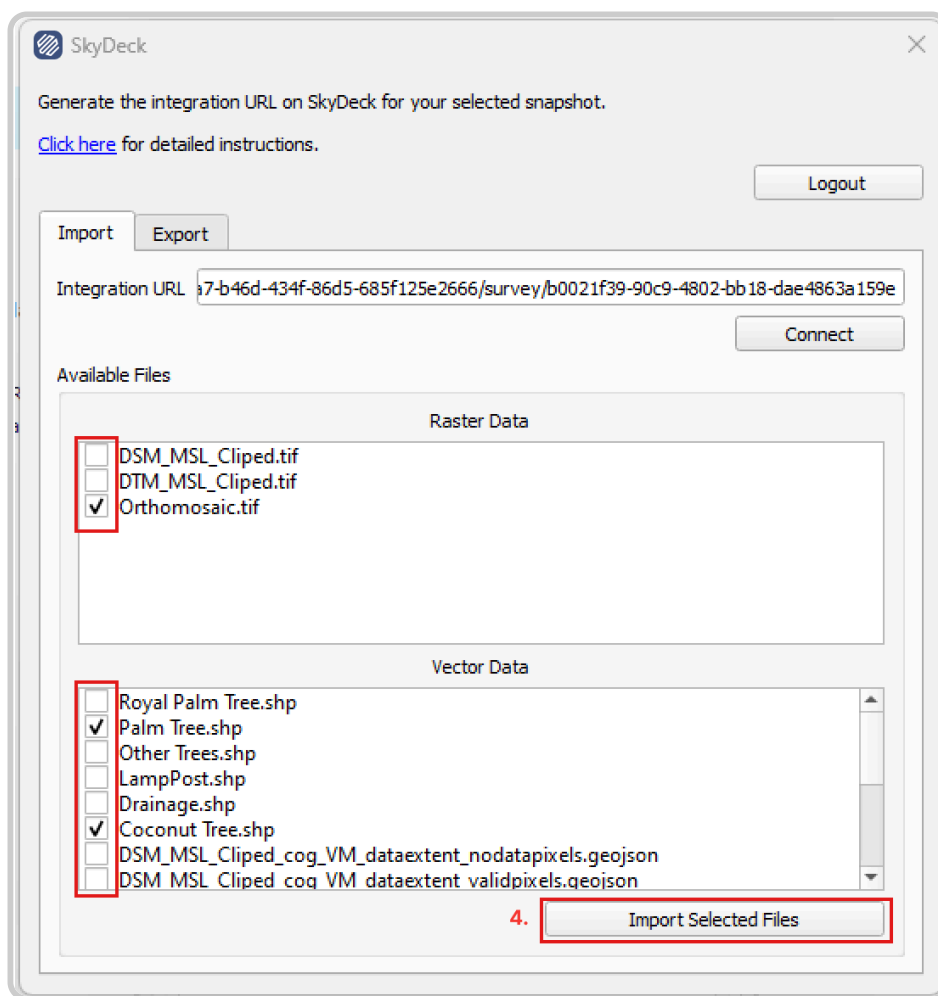 SkyDeck
Generate the integration URL on SkyDeck for your selected snapshot.
Click here for detailed instructions.
Logout
Import
Export
Integration URL
a7-b46d-434f-86d5-685f125e2666/survey/b0021f39-90c9-4802-bb18-dae4863a159e
Connect
Available Files
Raster Data
DSM_MSL_Cliped.tif
DTM_MSL_Cliped.tif
Orthomosaic.tif
Vector Data
Royal Palm Tree.shp
Palm Tree.shp
Other Trees.shp
LampPost.shp
Drainage.shp
Coconut Tree.shp
DSM_MSL_Cliped_cog_VM_dataextent_nodatapixels.geojson
DSM_MSL_Cliped_cog_VM_dataextent_validpixels.geojson
4.
Import Selected Files